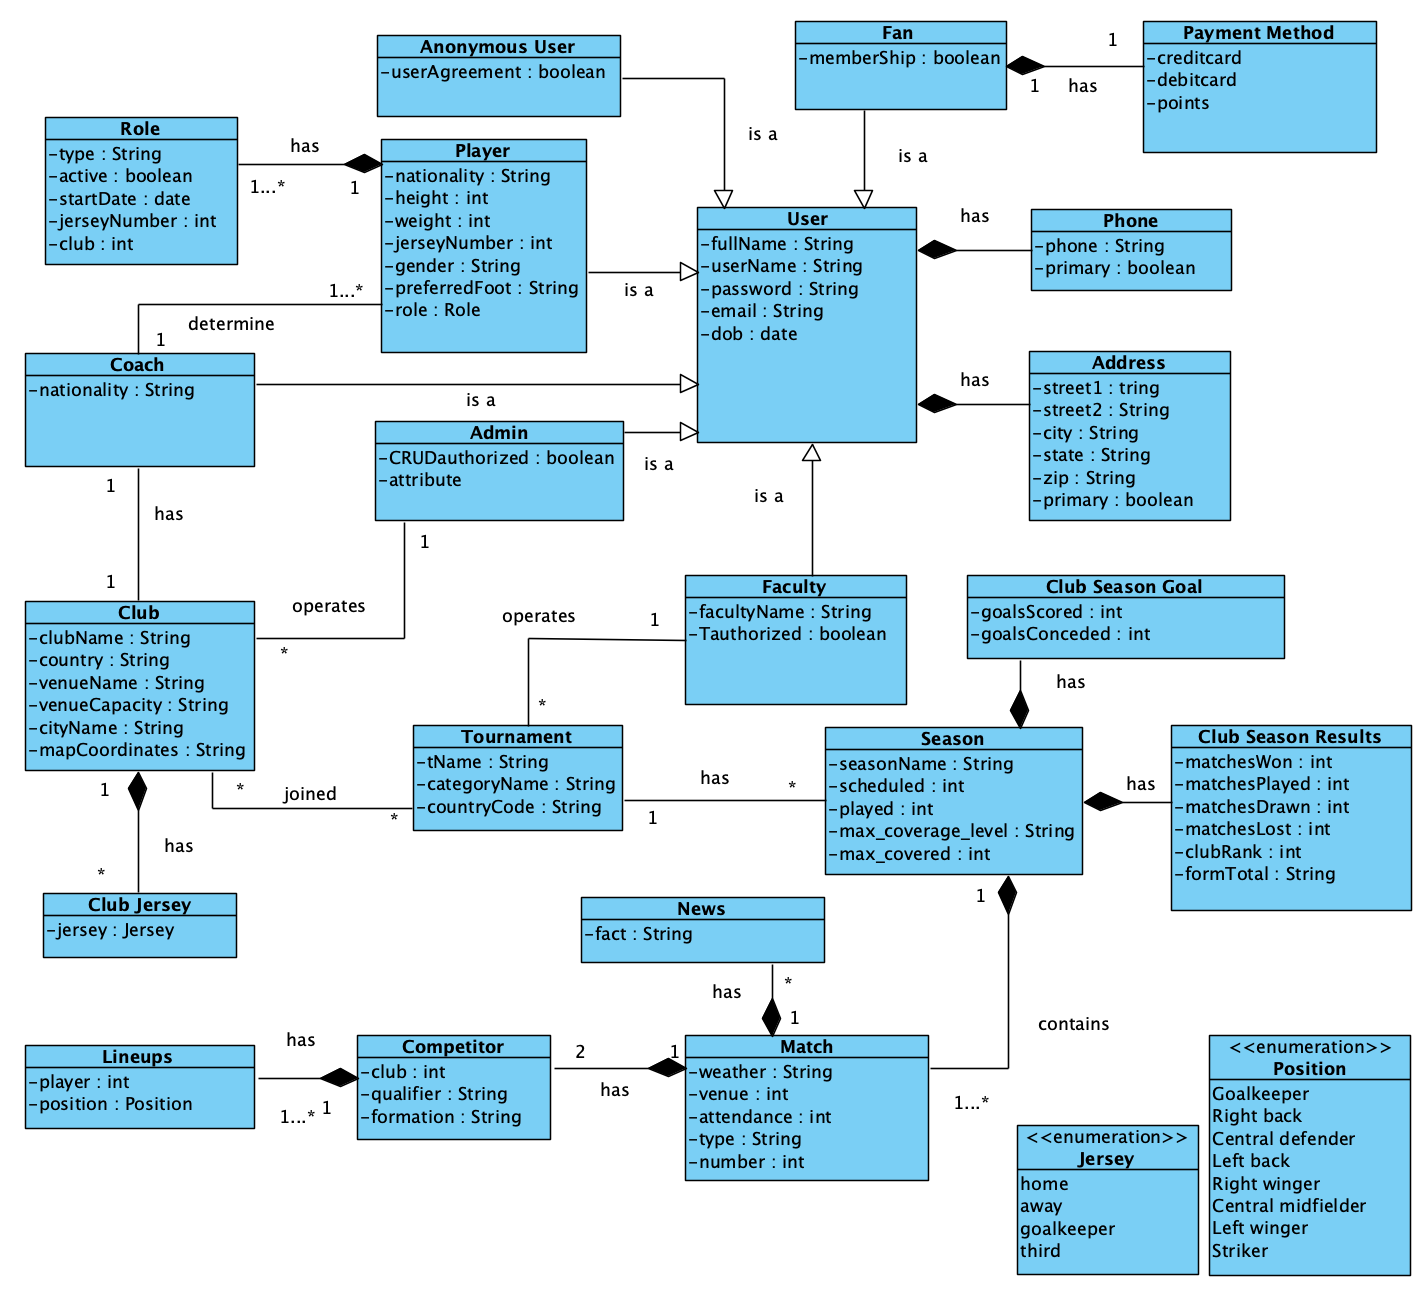 Anonymous User
-userAgreement : boolean
Fan
-memberShip : boolean
1
1
has
Payment Method
-creditcard
-debitcard
-points
is a
is a
Role
-type : String
-active : boolean
-startDate : date
-jerseyNumber : int
-club : int
has
1...*
1
Player
-nationality : String
-height : int
-weight : int
-jerseyNumber : int
-gender : String
-preferredFoot : String
-role : Role
is a
User
-fullName : String
-userName : String
-password : String
-email : String
-dob : date
has
Phone
-phone : String
-primary : boolean
has
Address
-street1 : tring
-street2 : String
-city : String
-state : String
-zip : String
-primary : boolean
1...*
determine
1
Coach
-nationality : String
is a
Admin
-CRUDauthorized : boolean
-attribute
is a
is a
1
has
1
1
operates
*
Club
-clubName : String
-country : String
-venueName : String
-venueCapacity : String
-cityName : String
-mapCoordinates : String
operates
1
*
Faculty
-facultyName : String
-Tauthorized : boolean
Club Season Goal
-goalsScored : int
-goalsConceded : int
has
Tournament
-tName : String
-categoryName : String
-countryCode : String
has
*
1
Season
-seasonName : String
-scheduled : int
-played : int
-max_coverage_level : String
-max_covered : int
has
Club Season Results
-matchesWon : int
-matchesPlayed : int
-matchesDrawn : int
-matchesLost : int
-clubRank : int
-formTotal : String
1
*
joined
*
has
*
Club Jersey
-jersey : Jersey
News
-fact : String
has
*
1
1
contains
1...*
Lineups
-player : int
-position : Position
has
1...*
1
Competitor
-club : int
-qualifier : String
-formation : String
2
1
has
Match
-weather : String
-venue : int
-attendance : int
-type : String
-number : int
<<enumeration>>
Jersey
home
away
goalkeeper
third
<<enumeration>>
Position
Goalkeeper
Right back
Central defender
Left back
Right winger
Central midfielder
Left winger
Striker